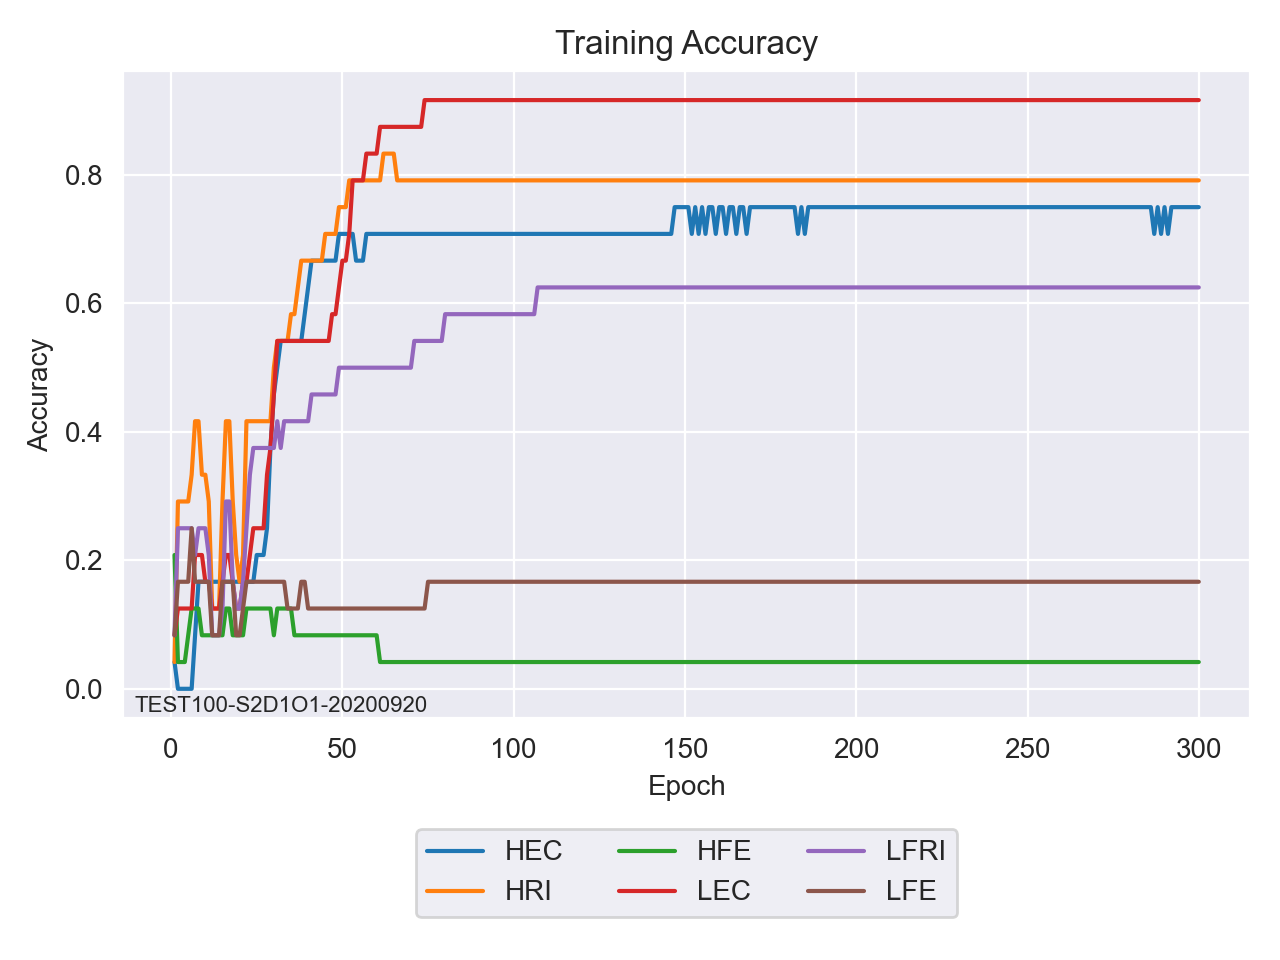 Training Accuracy
Accuracy
0.8
0.6
0.4
0.2
0.0
TEST100-S2D1O1-20200920
0 50 100 150 200 250 300
Epoch
HEC HFE LFRI
HRI LEC LFE